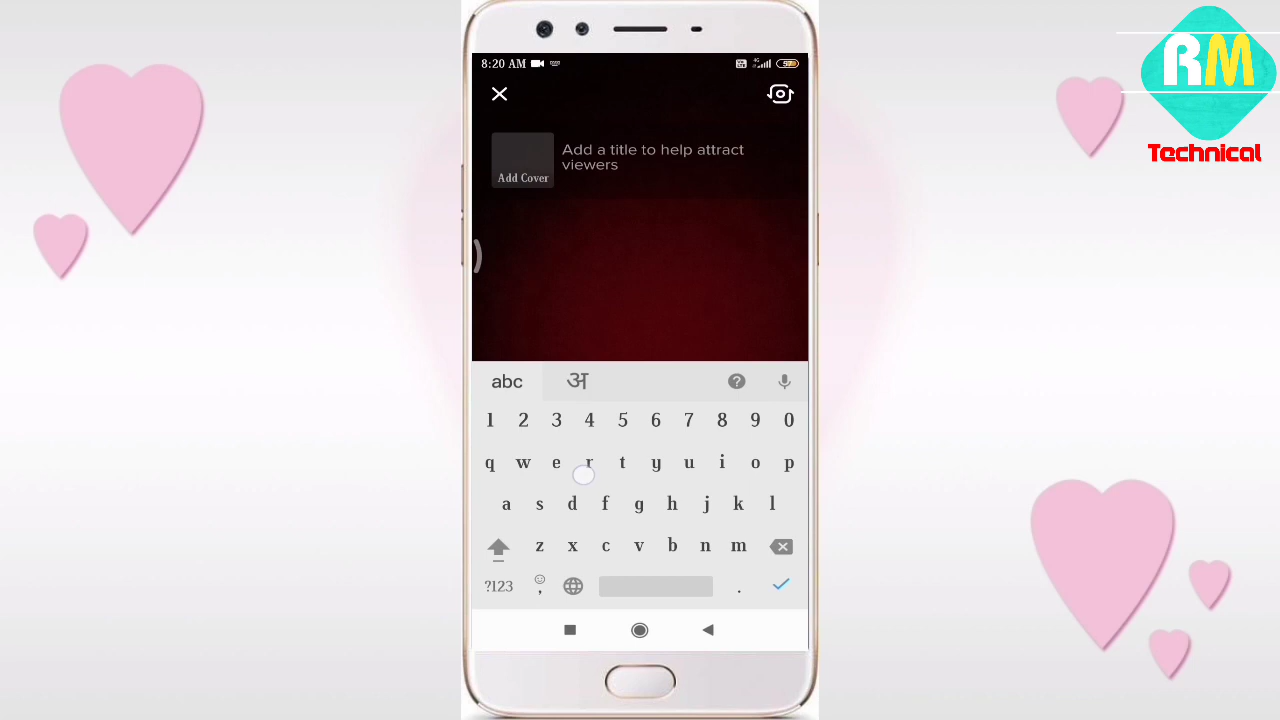 RM
Technical
8:20 AM
57
Add a title to help attract
viewers
Add Cover
abc अ ?
1 2 3 4 5 6 7 8 9 0
q w e r t y u i o p
a s d f g h j k l
z x c v b n m
?123 , .